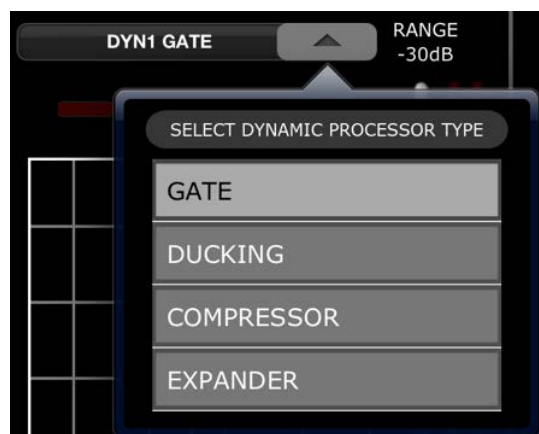 DYN1 GATE
RANGE
-30dB
SELECT DYNAMIC PROCESSOR TYPE
GATE
DUCKING
COMPRESSOR
EXPANDER